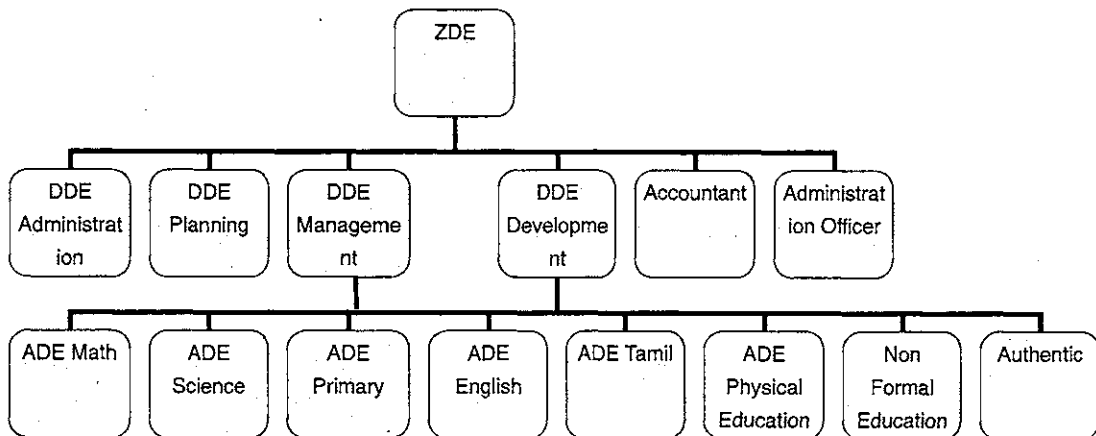 ZDE
DDE
Administrat
ion
DDE
Planning
DDE
Manageme
nt
DDE
Developme
nt
Accountant
Administrat
ion Officer
ADE Math
ADE
Science
ADE
Primary
ADE
English
ADE Tamil
ADE
Physical
Education
Non
Formal
Education
Authentic